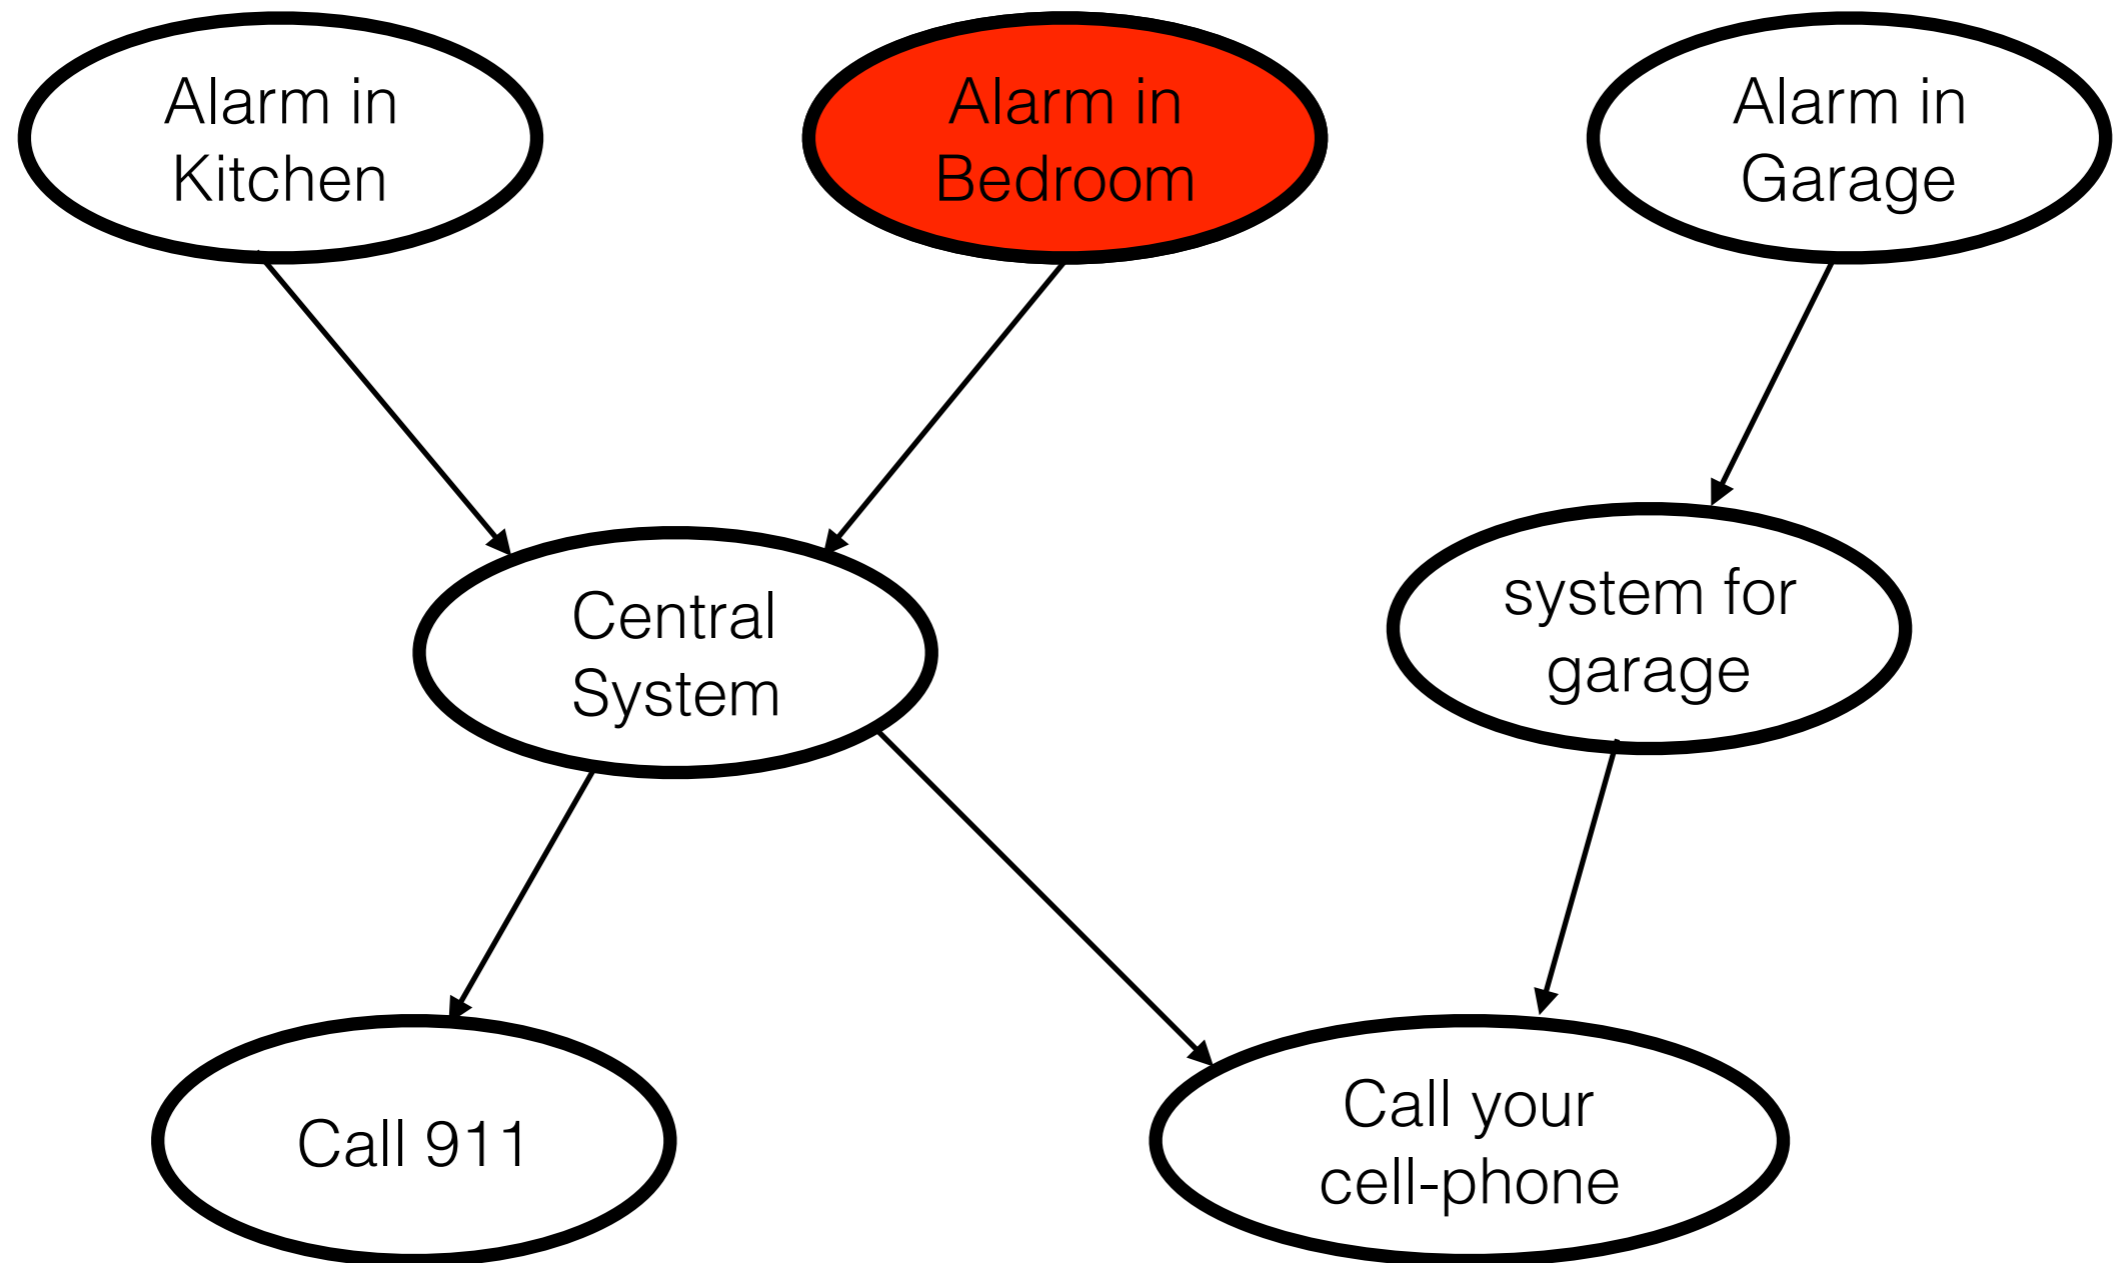 Alarm in
Kitchen
Alarm in
Bedroom
Alarm in
Garage
Central
System
system for
garage
Call 911
Call your
cell-phone